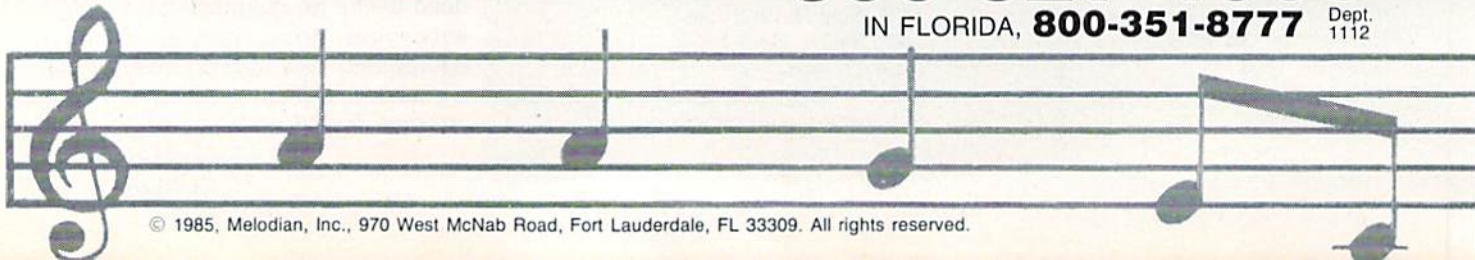 IN FLORIDA, 800-351-8777 Dept.
1112
© 1985, Melodian, Inc., 970 West McNab Road, Fort Lauderdale, FL 33309. All rights reserved.